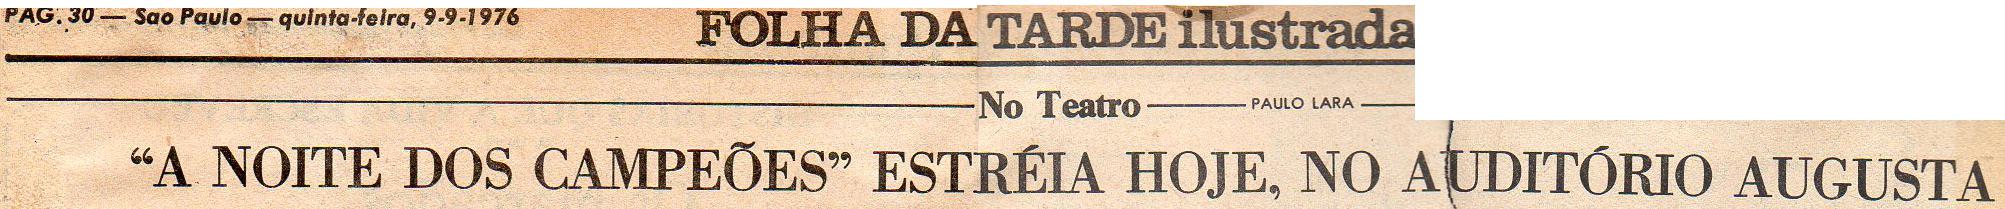 PAG. 30 — Sao Paulo — quinta-feira, 9-9-1976
FOLHA DA TARDE ilustrada
No Teatro — PAULO LARA —
“A NOITE DOS CAMPEÕES” ESTRÉIA HOJE, NO AUDITÓRIO AUGUSTA